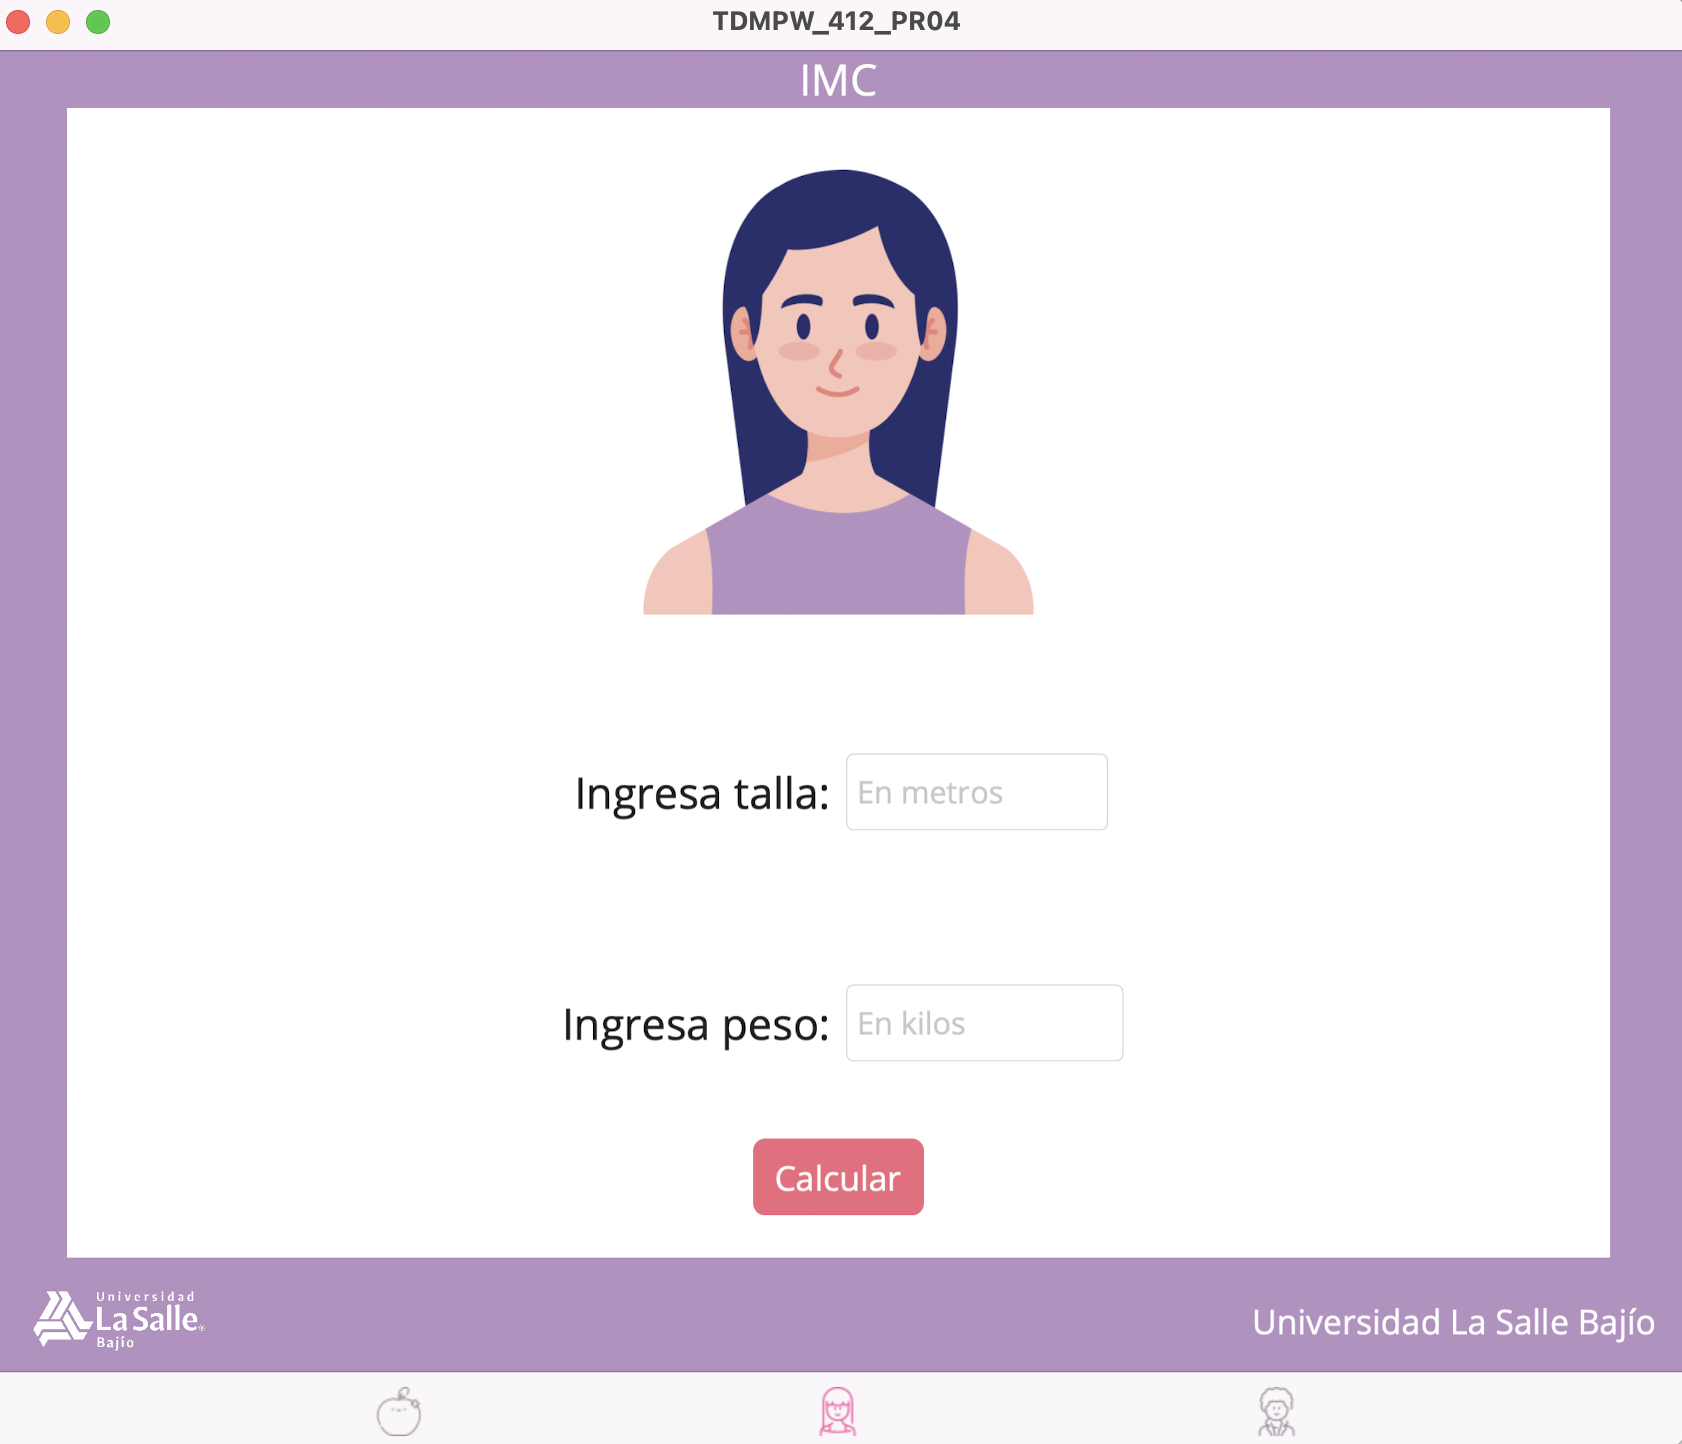 TDMPW_412_PR04
IMC
Ingresa talla:
En metros
Ingresa peso:
En kilos
Calcular
Universidad
La Salle
Bajío
Universidad La Salle Bajío